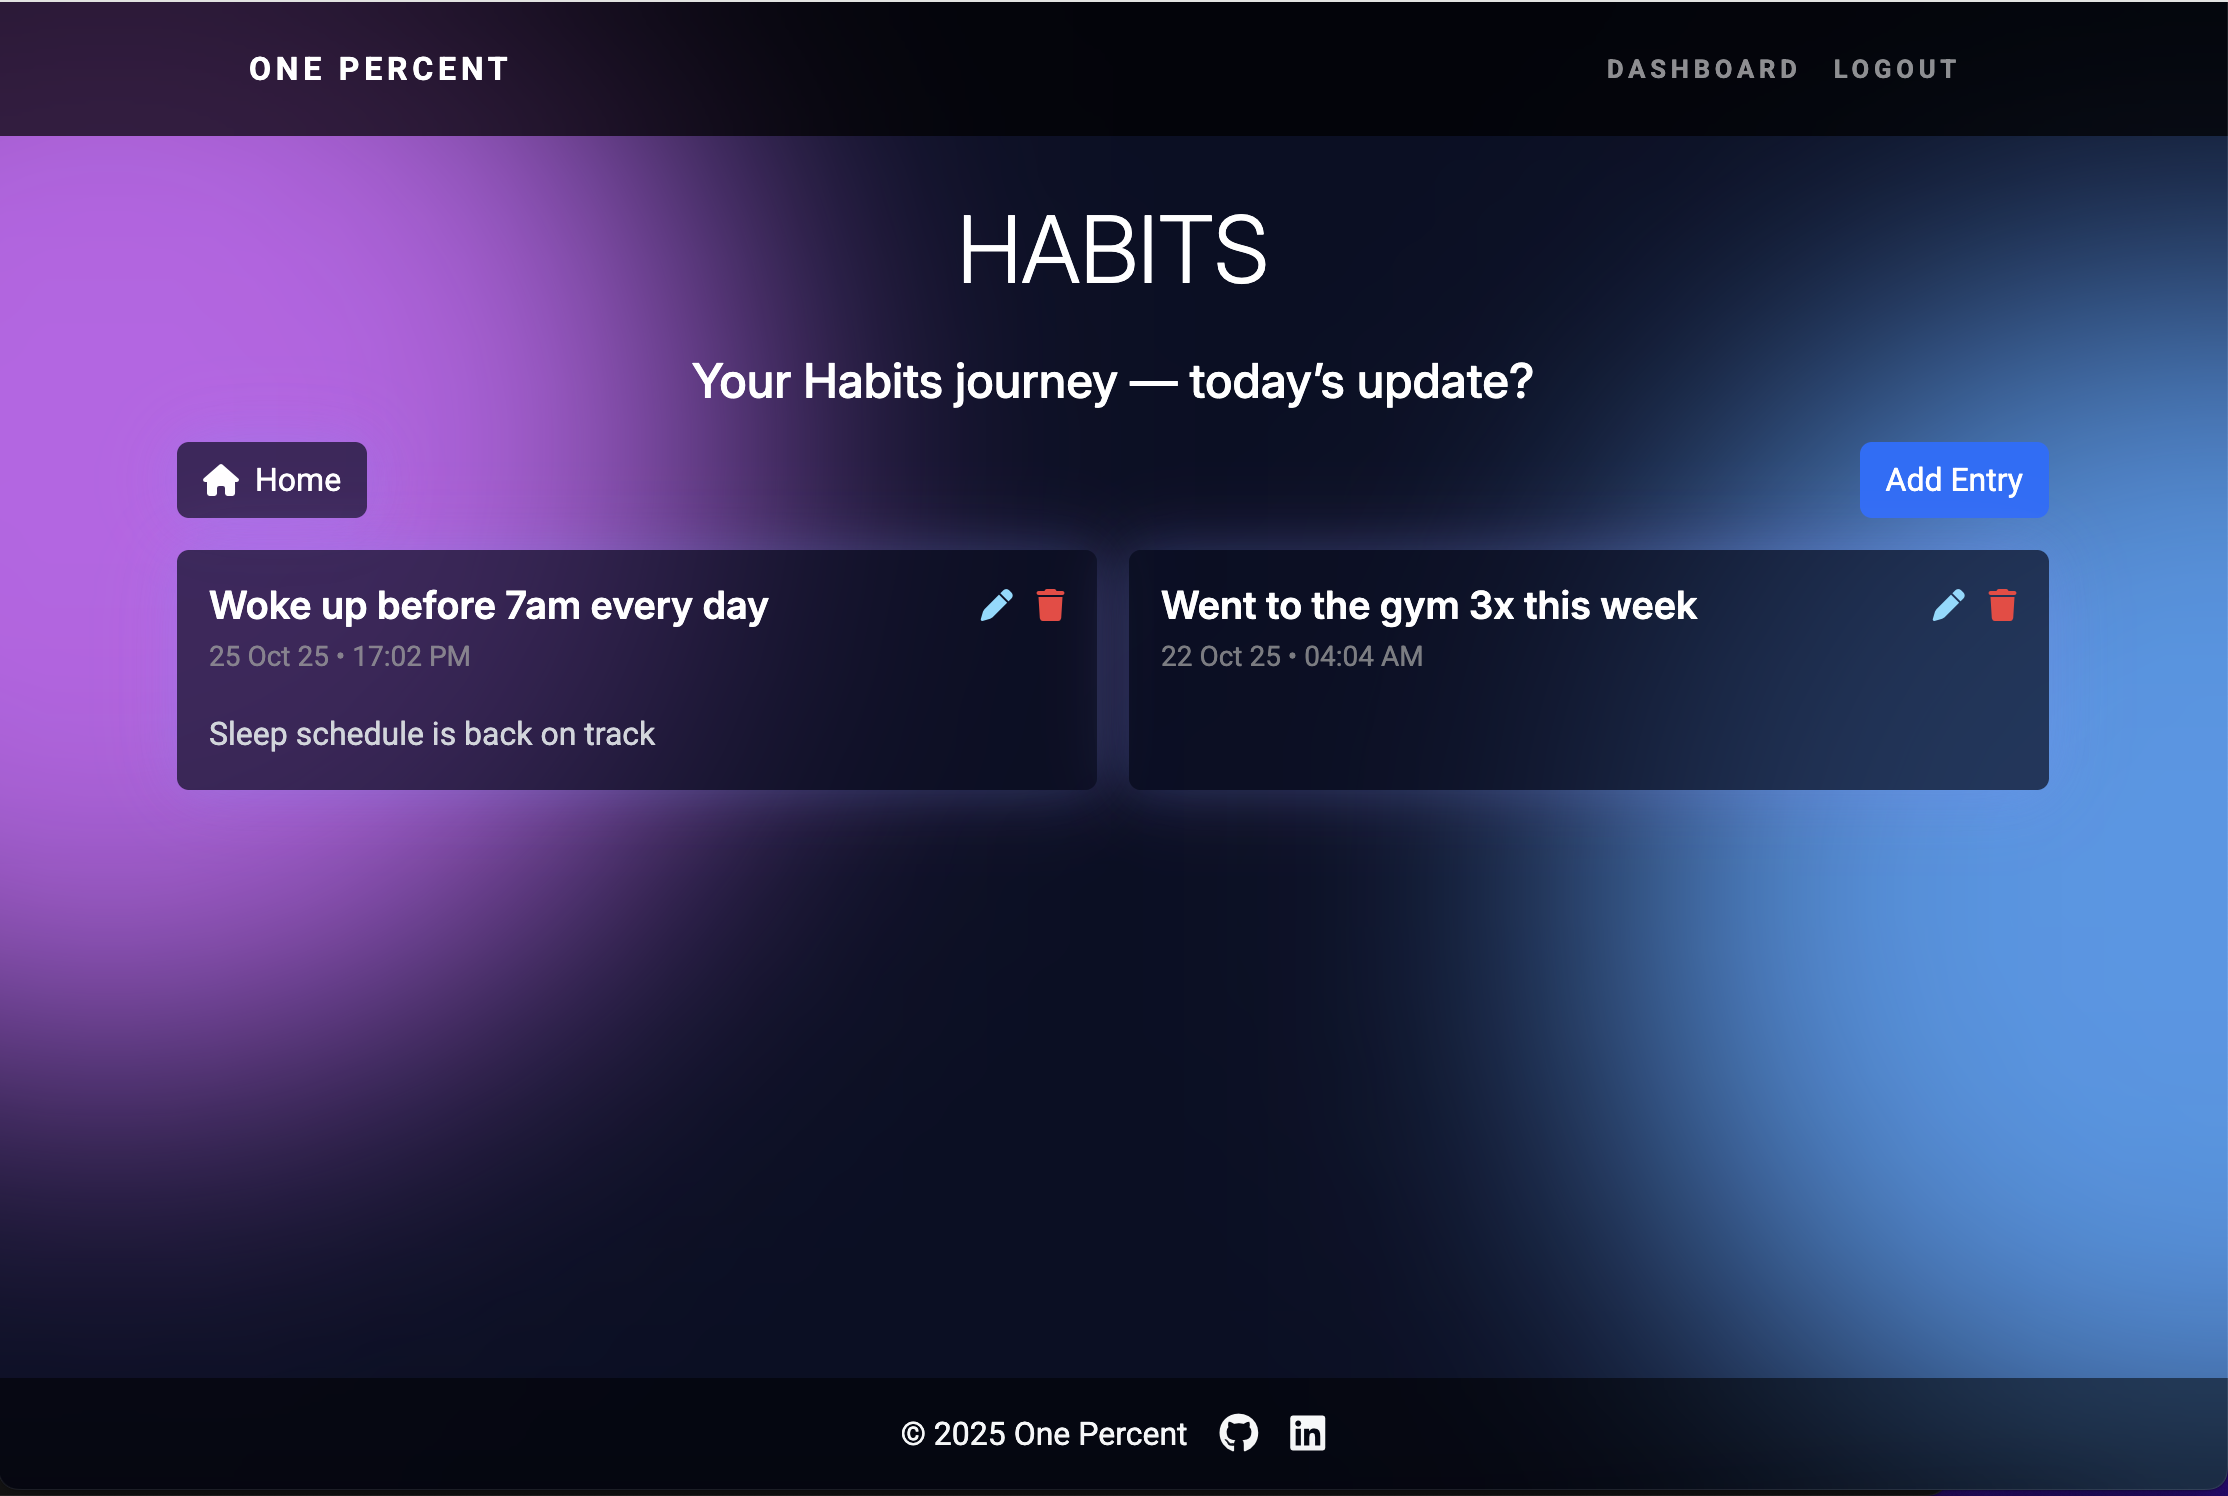 ONE PERCENT
DASHBOARD LOGOUT
HABITS
Your Habits journey — today’s update?
Home
Add Entry
Woke up before 7am every day
25 Oct 25 • 17:02 PM
Sleep schedule is back on track
Went to the gym 3x this week
22 Oct 25 • 04:04 AM
© 2025 One Percent
in